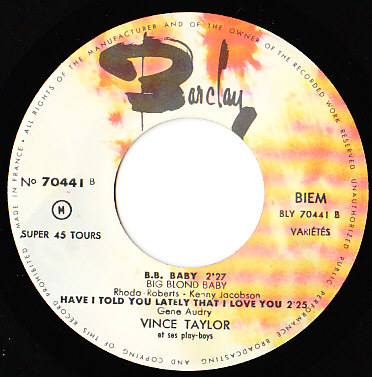 ALL RIGHTS OF THE MANUFACTURER AND OF THE OWNER OF THE RECORDED WORK RESERVED
Barclay
No 70441 B
BIEM
M
BLY 70441 B
SUPER 45 TOURS
VAKIÉTÉS
B.B. BABY 2'27
BIG BLOND BABY
Rhoda-Roberts - Kenny Jacobson
HAVE I TOLD YOU LATELY THAT I LOVE YOU 2'25
Gene Audry
VINCE TAYLOR
et ses play-boys
UNAUTHORIZED PUBLIC PERFORMANCE BROADCASTING AND COPYING OF THIS RECORD PROHIBITED
MADE IN FRANCE